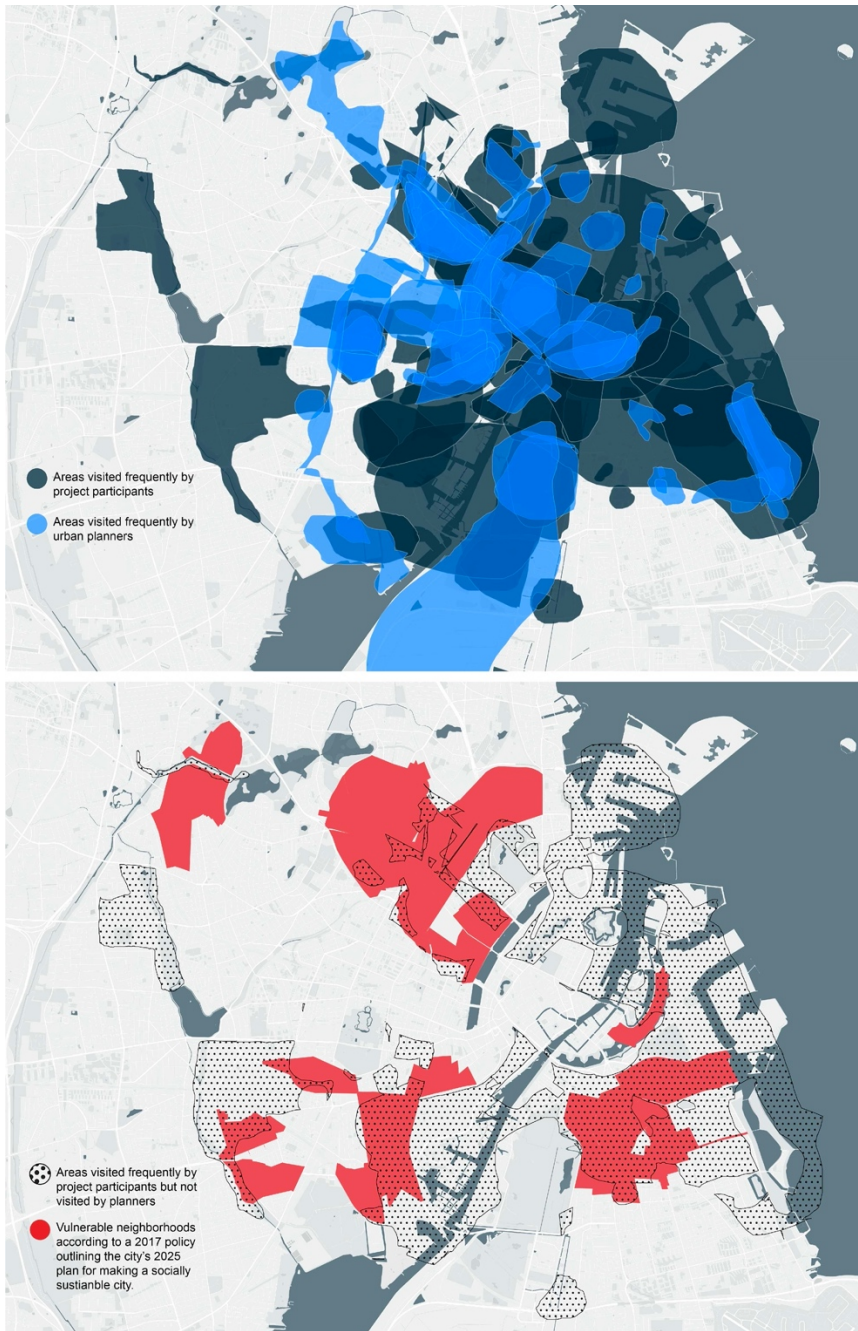 Areas visited frequently by
project participants
Areas visited frequently by
urban planners
Areas visited frequently by
project participants but not
visited by planners
Vulnerable neighborhoods
according to a 2017 policy
outlining the city's 2025
plan for making a socially
sustianble city.